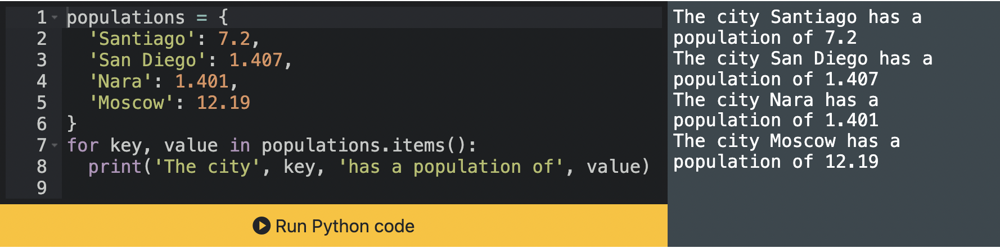 1 populations = {
2   'Santiago': 7.2,
3   'San Diego': 1.407,
4   'Nara': 1.401,
5   'Moscow': 12.19
6 }
7 for key, value in populations.items():
8   print('The city', key, 'has a population of', value)
9
Run Python code
The city Santiago has a
population of 7.2
The city San Diego has a
population of 1.407
The city Nara has a
population of 1.401
The city Moscow has a
population of 12.19